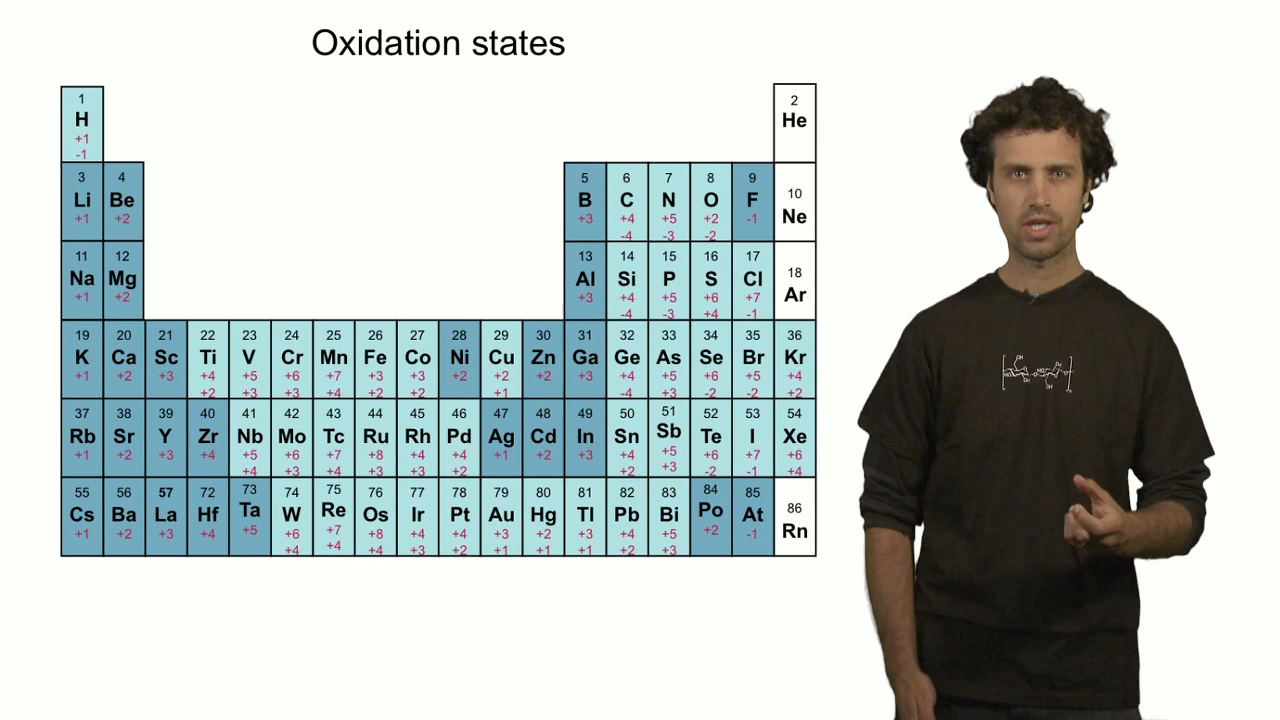 Oxidation states
1 2
H He
+1
-1
3 4 5 6 7 8 9 10
Li Be B C N O F Ne
+1 +2 +3 +4 +5 +2 -1
-4 -3 -2
11 12 13 14 15 16 17 18
Na Mg Al Si P S Cl Ar
+1 +2 +3 +4 +5 +6 +7
-4 -3 +4 -1
19 20 21 22 23 24 25 26 27 28 29 30 31 32 33 34 35 36
K Ca Sc Ti V Cr Mn Fe Co Ni Cu Zn Ga Ge As Se Br Kr
+1 +2 +3 +4 +5 +6 +7 +3 +3 +2 +2 +2 +3 +4 +5 +6 +5 +4
+2 +3 +3 +4 +2 +2 +1 -4 +3 -2 -2 +2
37 38 39 40 41 42 43 44 45 46 47 48 49 50 51 52 53 54
Rb Sr Y Zr Nb Mo Tc Ru Rh Pd Ag Cd In Sn Sb Te I Xe
+1 +2 +3 +4 +5 +6 +7 +8 +4 +4 +1 +2 +3 +4 +5 +6 +7 +6
+4 +3 +4 +3 +3 +2 +2 +3 -2 -1 +4
55 56 57 72 73 74 75 76 77 78 79 80 81 82 83 84 85 86
Cs Ba La Hf Ta W Re Os Ir Pt Au Hg Tl Pb Bi Po At Rn
+1 +2 +3 +4 +5 +6 +7 +8 +4 +4 +3 +2 +3 +4 +5 +2 -1
+4 +4 +4 +3 +2 +1 +1 +1 +2 +3